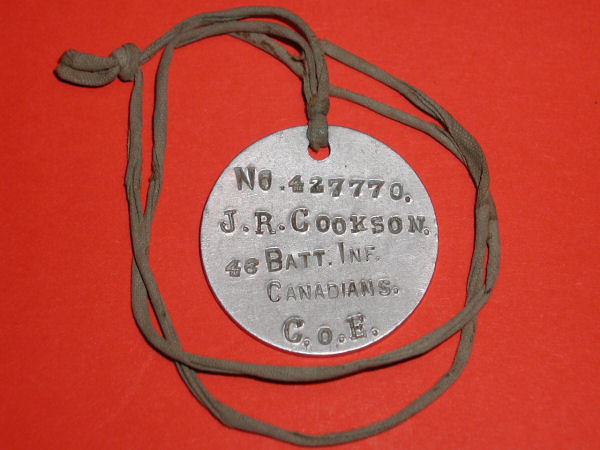 No. 427770.
J. R. COOKSON.
46 BATT. INF.
CANADIANS.
C. O. E.